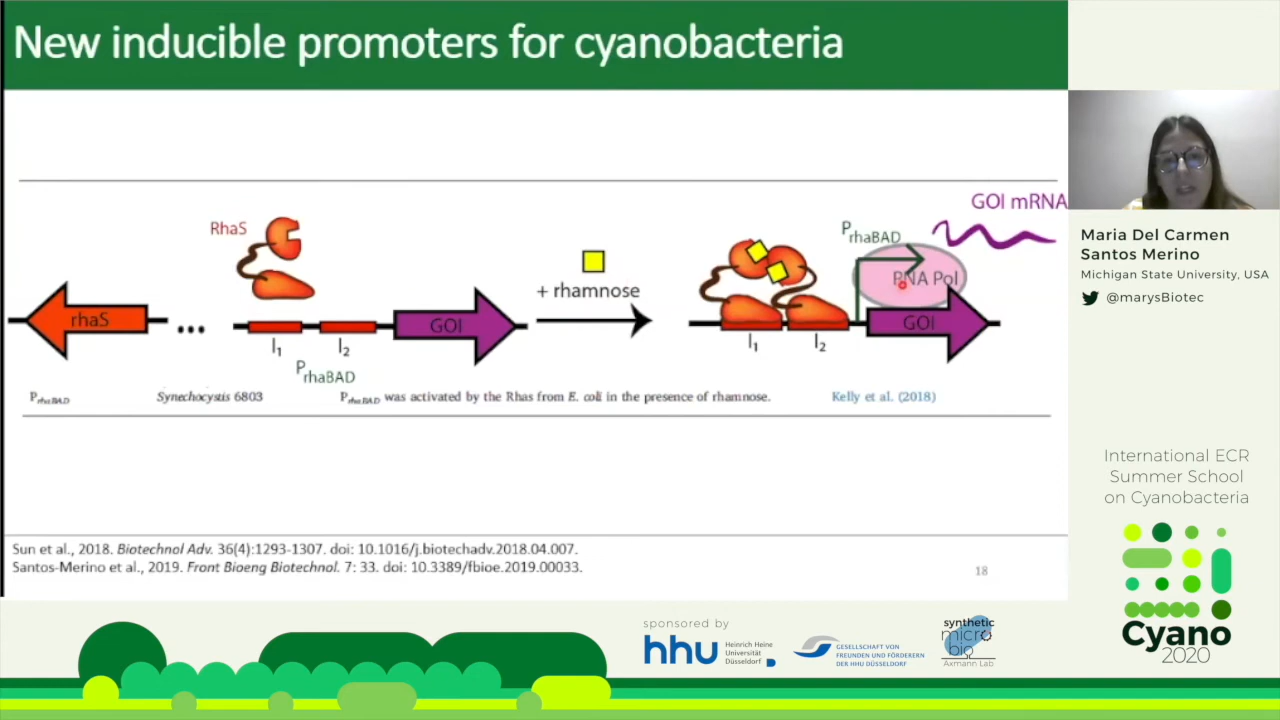 New inducible promoters for cyanobacteria
RhaS
rhaS
I1
I2
PrhaBAD
GOI
+ rhamnose
PrhaBAD
GOI mRNA
RNA Pol
I1
I2
GOI
PrhaBAD Synechocystis 6803 PrhaBAD was activated by the Rhas from E. coli in the presence of rhamnose. Kelly et al. (2018)
Sun et al., 2018. Biotechnol Adv. 36(4):1293-1307. doi: 10.1016/j.biotechadv.2018.04.007.
Santos-Merino et al., 2019. Front Bioeng Biotechnol. 7: 33. doi: 10.3389/fbioe.2019.00033.
18
Maria Del Carmen
Santos Merino
Michigan State University, USA
@marysBiotec
International ECR
Summer School
on Cyanobacteria
Cyano
2020
sponsored by
hhu Heinrich Heine
Universität
Düsseldorf
GESELLSCHAFT VON
FREUNDEN UND FÖRDERERN
DER HHU DÜSSELDORF
synthetic
micro
bio
Axmann Lab